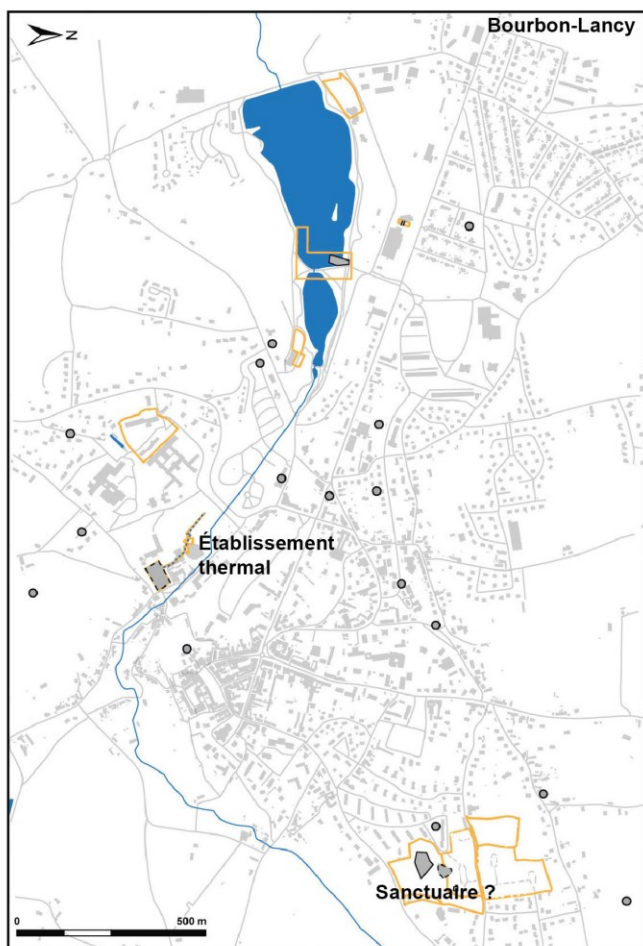 Bourbon-Lancy
N
Établissement
thermal
Sanctuaire ?
0
500 m